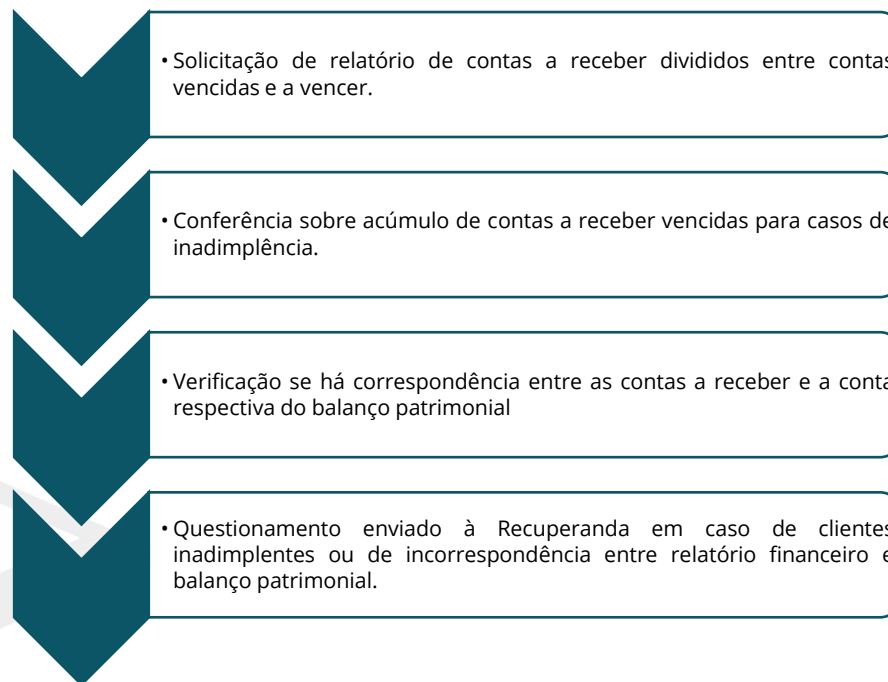 • Solicitação de relatório de contas a receber divididos entre contas
vencidas e a vencer.
• Conferência sobre acúmulo de contas a receber vencidas para casos de
inadimplência.
• Verificação se há correspondência entre as contas a receber e a conta
respectiva do balanço patrimonial
• Questionamento enviado à Recuperanda em caso de clientes
inadimplentes ou de incorrespondência entre relatório financeiro e
balanço patrimonial.